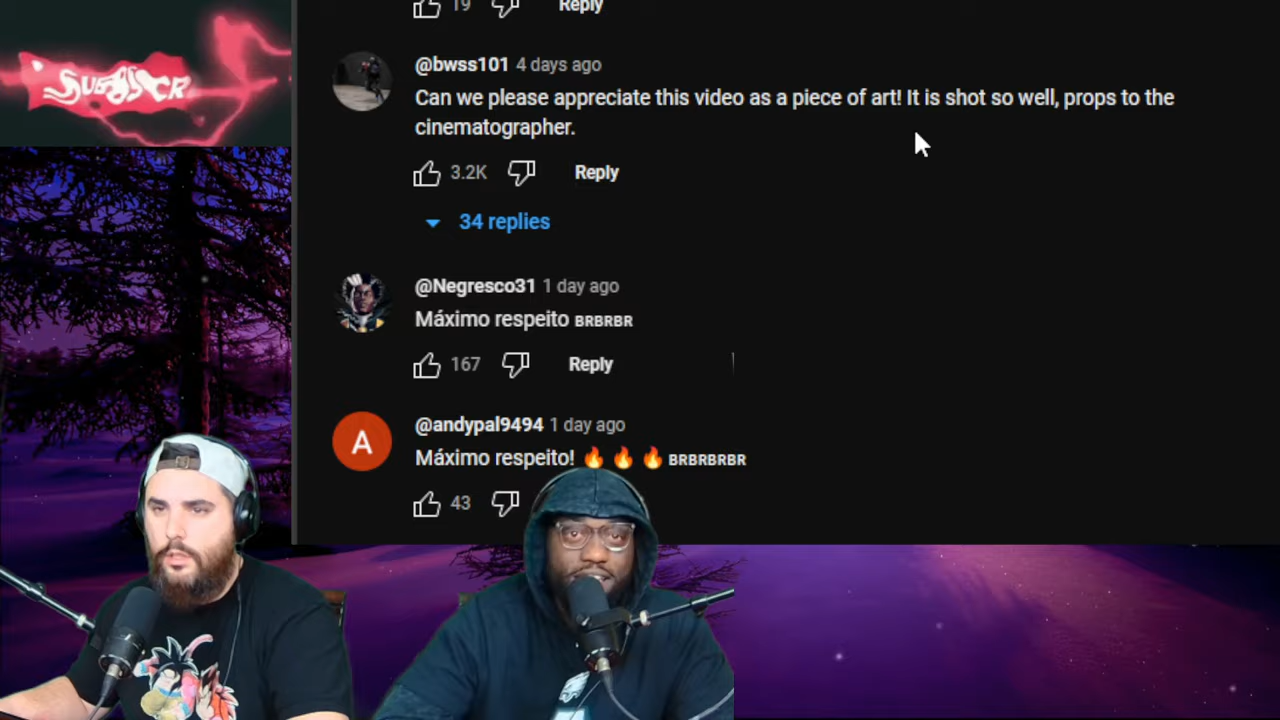 19 Reply
@bwss101 4 days ago
Can we please appreciate this video as a piece of art! It is shot so well, props to the
cinematographer.
3.2K Reply
34 replies
@Negresco31 1 day ago
Máximo respeito BRBRBR
167 Reply
A
@andypal9494 1 day ago
Máximo respeito! 🔥 🔥 🔥 BRBRBRBR
43